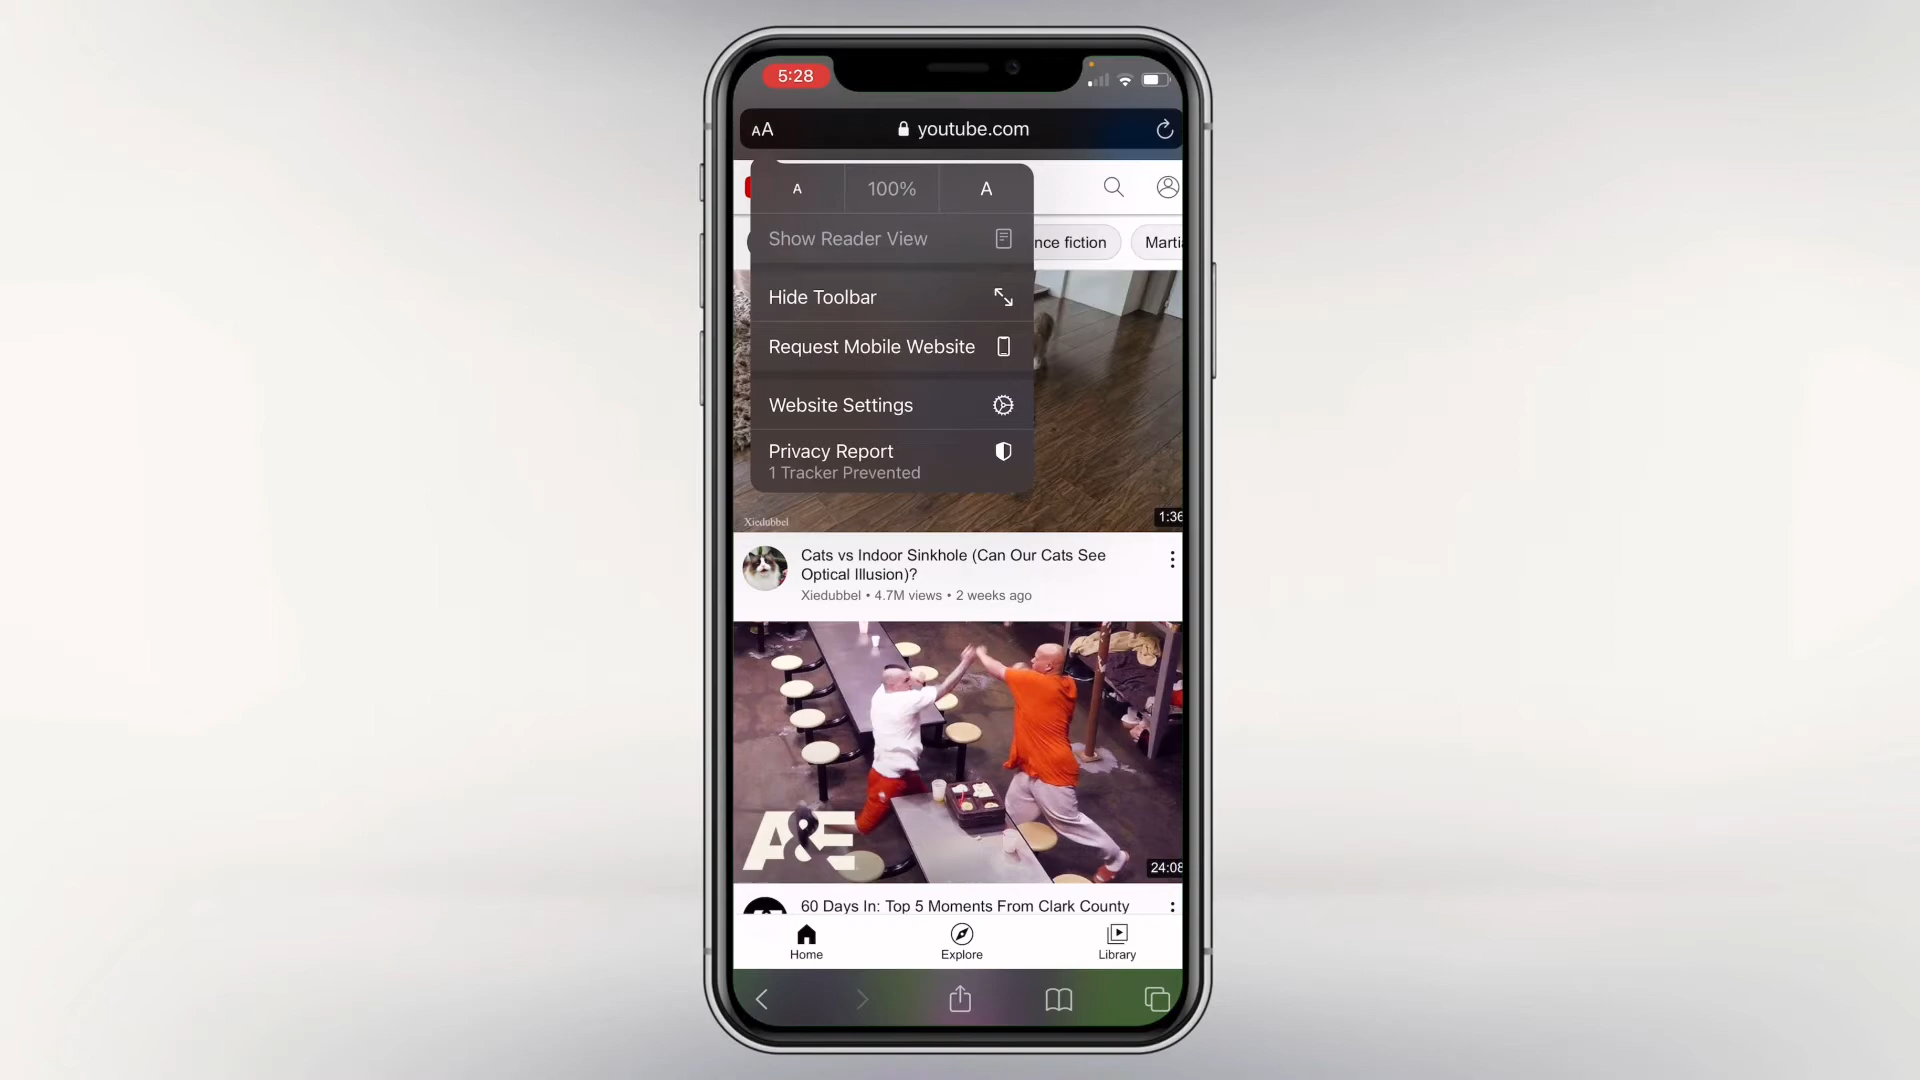 5:28
AA youtube.com
A 100% A
Show Reader View
nce fiction Marti
Hide Toolbar
Request Mobile Website
Website Settings
Privacy Report
1 Tracker Prevented
Xiedubbel
1:36
Cats vs Indoor Sinkhole (Can Our Cats See
Optical Illusion)?
Xiedubbel • 4.7M views • 2 weeks ago
A&E
24:08
60 Days In: Top 5 Moments From Clark County
Home Explore Library